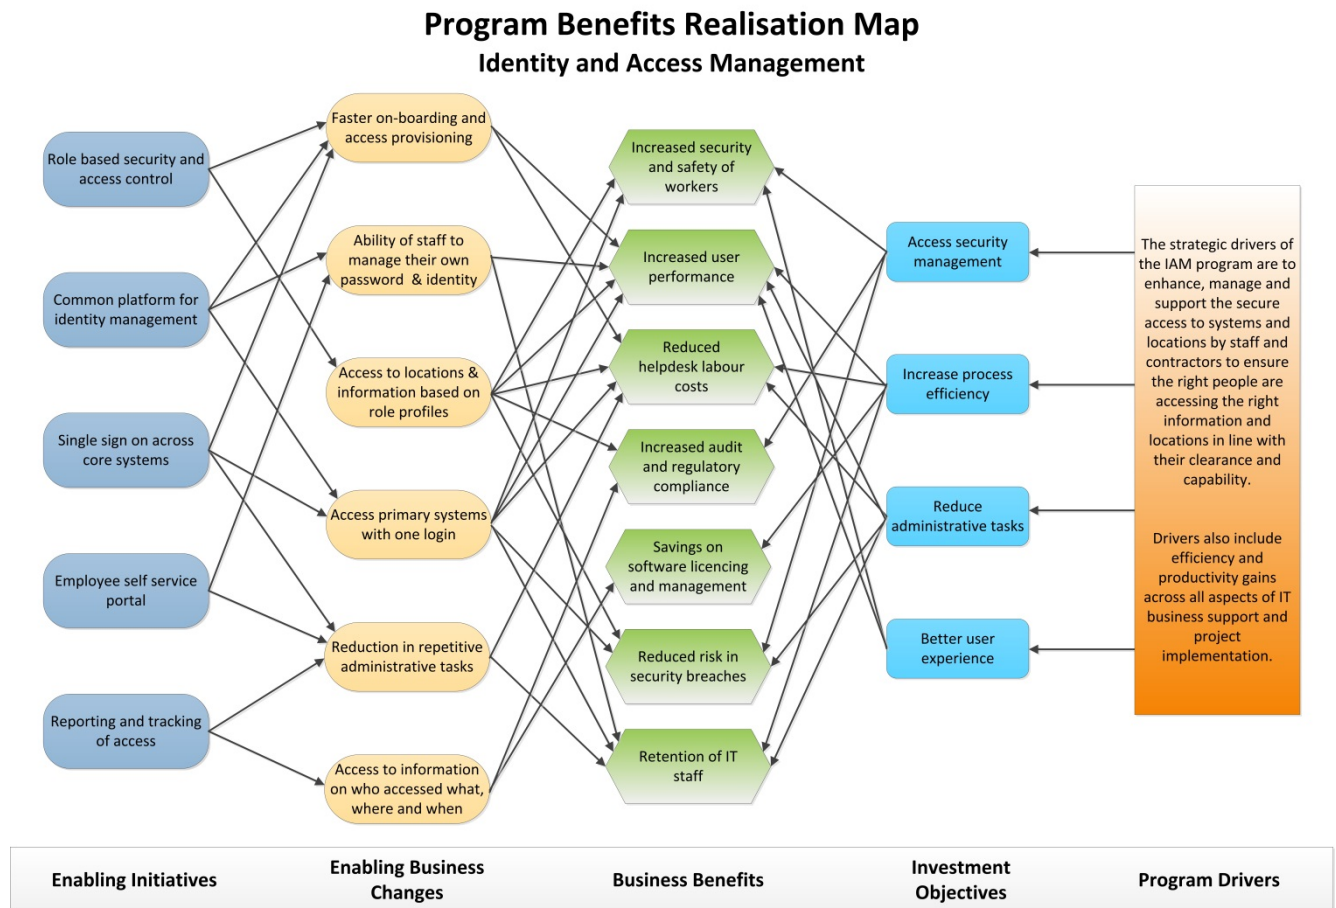 Program Benefits Realisation Map
Identity and Access Management
Role based security and
access control
Common platform for
identity management
Single sign on across
core systems
Employee self service
portal
Reporting and tracking
of access
Faster on-boarding and
access provisioning
Ability of staff to
manage their own
password & identity
Access to locations &
information based on
role profiles
Access primary systems
with one login
Reduction in repetitive
administrative tasks
Access to information
on who accessed what,
where and when
Increased security
and safety of
workers
Increased user
performance
Reduced
helpdesk labour
costs
Increased audit
and regulatory
compliance
Savings on
software licencing
and management
Reduced risk in
security breaches
Retention of IT
staff
Access security
management
Increase process
efficiency
Reduce
administrative tasks
Better user
experience
The strategic drivers of
the IAM program are to
enhance, manage and
support the secure
access to systems and
locations by staff and
contractors to ensure
the right people are
accessing the right
information and
locations in line with
their clearance and
capability.
Drivers also include
efficiency and
productivity gains
across all aspects of IT
business support and
project
implementation.
Enabling Initiatives
Enabling Business
Changes
Business Benefits
Investment
Objectives
Program Drivers